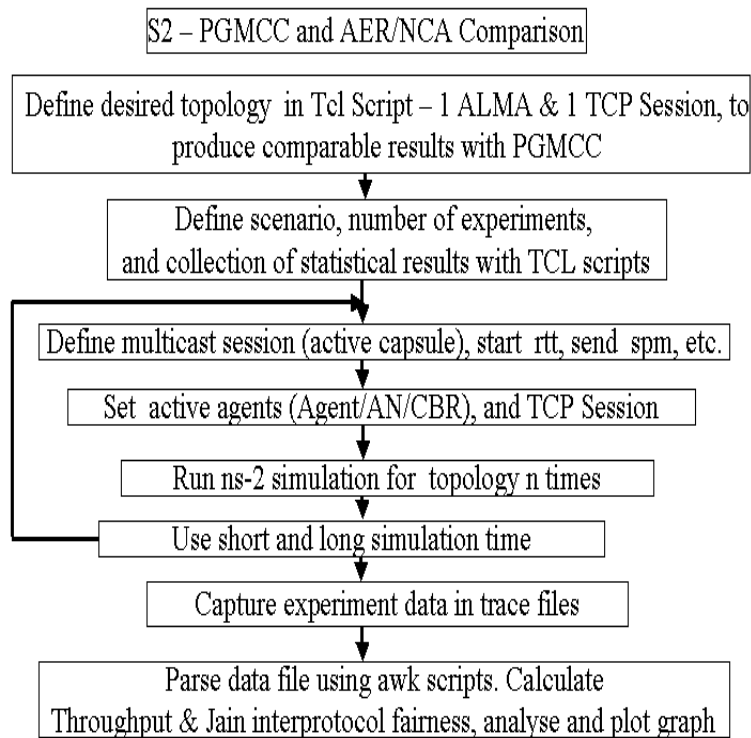 S2 – PGMCC and AER/NCA Comparison
Define desired topology in Tcl Script – 1 ALMA & 1 TCP Session, to
produce comparable results with PGMCC
Define scenario, number of experiments,
and collection of statistical results with TCL scripts
Define multicast session (active capsule), start rtt, send spm, etc.
Set active agents (Agent/AN/CBR), and TCP Session
Run ns-2 simulation for topology n times
Use short and long simulation time
Capture experiment data in trace files
Parse data file using awk scripts. Calculate
Throughput & Jain interprotocol fairness, analyse and plot graph